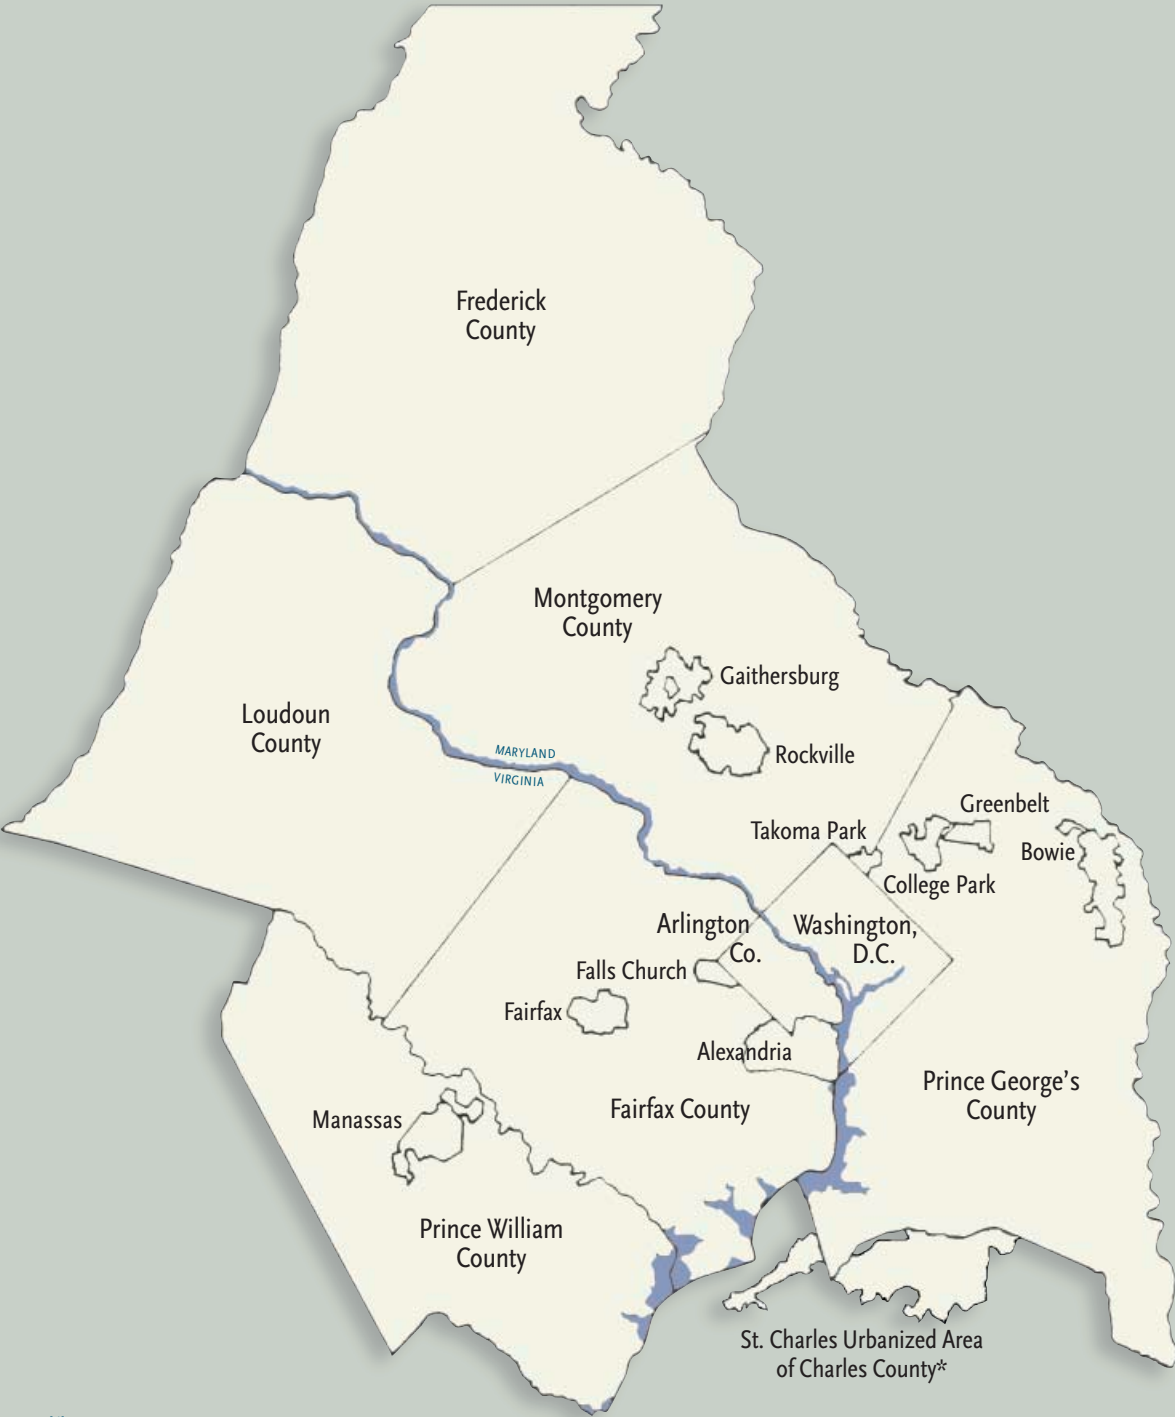 Frederick
County
Montgomery
County
Gaithersburg
Loudoun
County
MARYLAND
VIRGINIA
Rockville
Greenbelt
Takoma Park
Bowie
College Park
Arlington
Co.
Washington,
D.C.
Falls Church
Fairfax
Alexandria
Prince George’s
County
Fairfax County
Manassas
Prince William
County
St. Charles Urbanized Area
of Charles County*